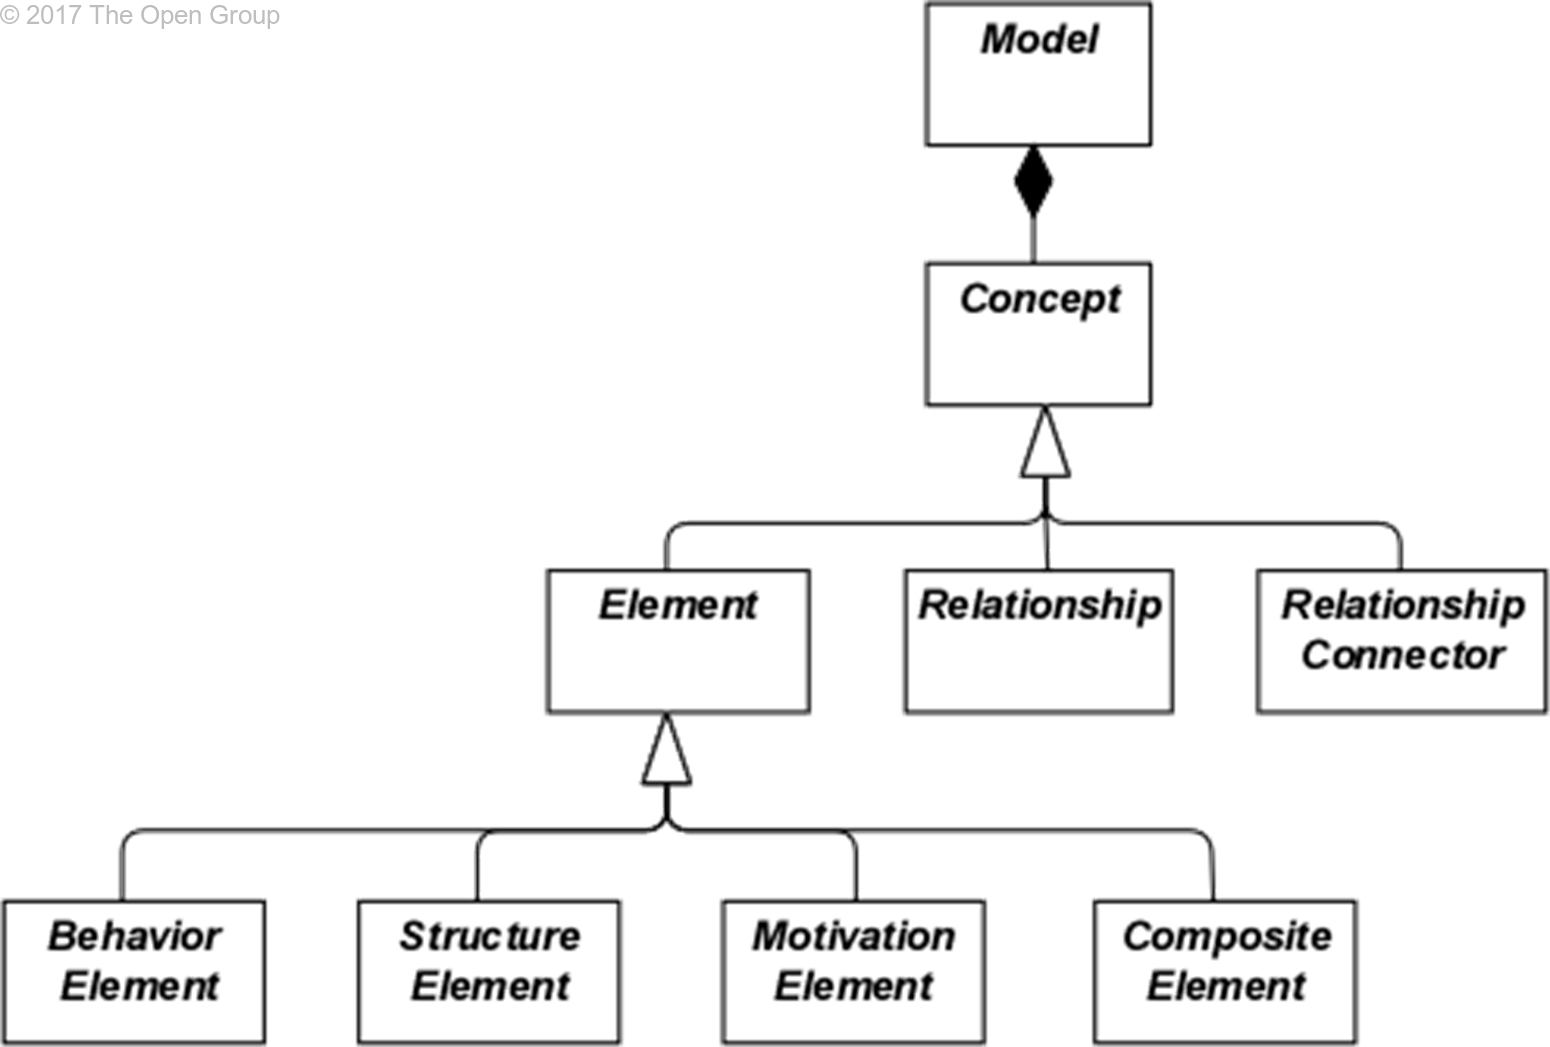 © 2017 The Open Group
Model
Concept
Element
Relationship
Relationship
Connector
Behavior
Element
Structure
Element
Motivation
Element
Composite
Element